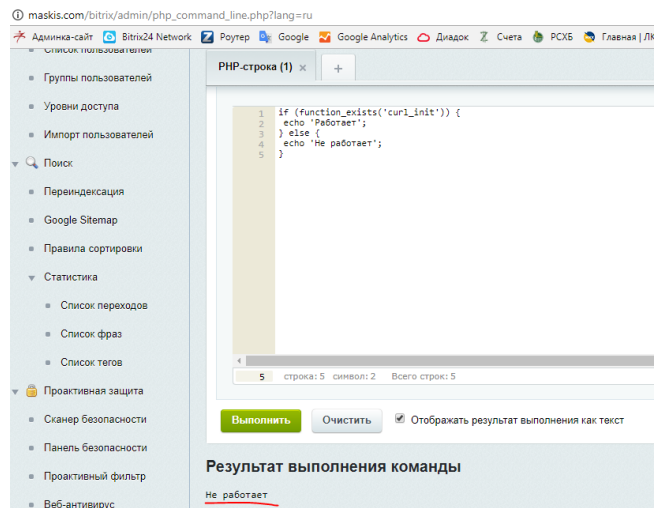 maskis.com/bitrix/admin/php_command_line.php?lang=ru
Админка-сайт Bitrix24 Network Роутер Google Google Analytics Диадок Счета РСХБ Главная | ЛК
Список пользователей
Группы пользователей
Уровни доступа
Импорт пользователей
Поиск
Переиндексация
Google Sitemap
Правила сортировки
Статистика
Список переходов
Список фраз
Список тегов
Проактивная защита
Сканер безопасности
Панель безопасности
Проактивный фильтр
Веб-антивирус
PHP-строка (1) × +
1 if (function_exists('curl_init')) {
2 echo 'Работает';
3 } else {
4 echo 'Не работает';
5 }
5 строка: 5 символ: 2 Всего строк: 5
Выполнить Очистить Отображать результат выполнения как текст
Результат выполнения команды
Не работает